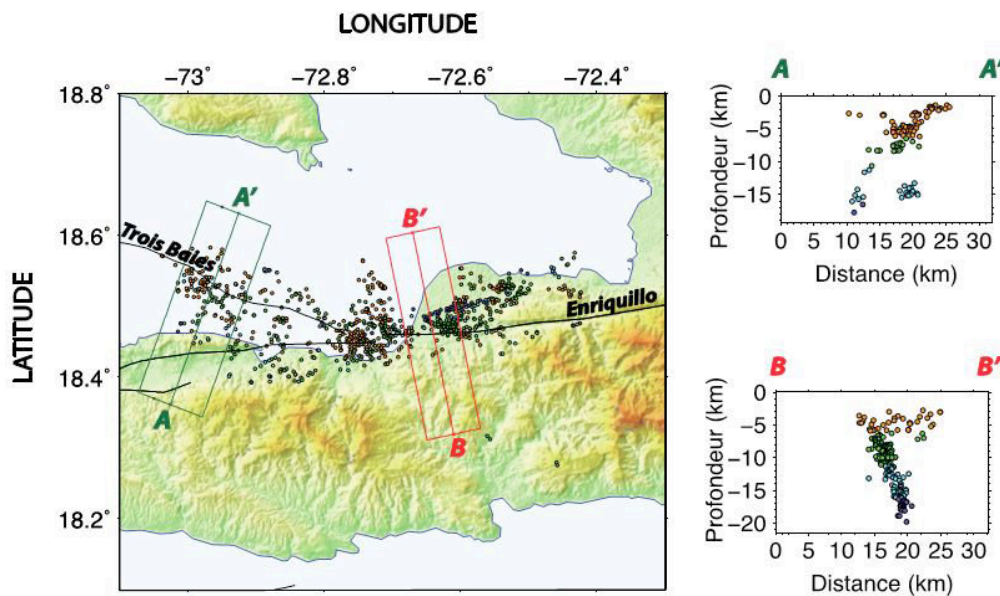 LONGITUDE
−73° −72.8° −72.6° −72.4°
LATITUDE
18.8°
18.6°
18.4°
18.2°
A'
Trois Baies
B'
Enriquillo
A
B
A A'
Profondeur (km)
0
−5
−10
−15
0 5 10 15 20 25 30
Distance (km)
B B'
Profondeur (km)
0
−5
−10
−15
−20
0 5 10 15 20 25 30
Distance (km)